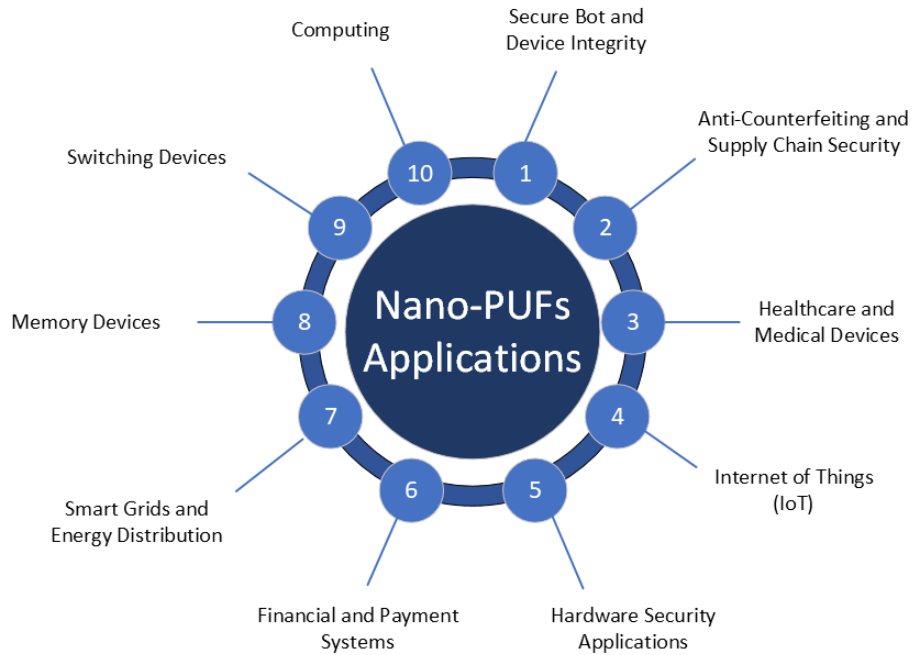 Nano-PUFs
Applications
1
Secure Bot and
Device Integrity
2
Anti-Counterfeiting and
Supply Chain Security
3
Healthcare and
Medical Devices
4
Internet of Things
(IoT)
5
Hardware Security
Applications
6
Financial and Payment
Systems
7
Smart Grids and
Energy Distribution
8
Memory Devices
9
Switching Devices
10
Computing